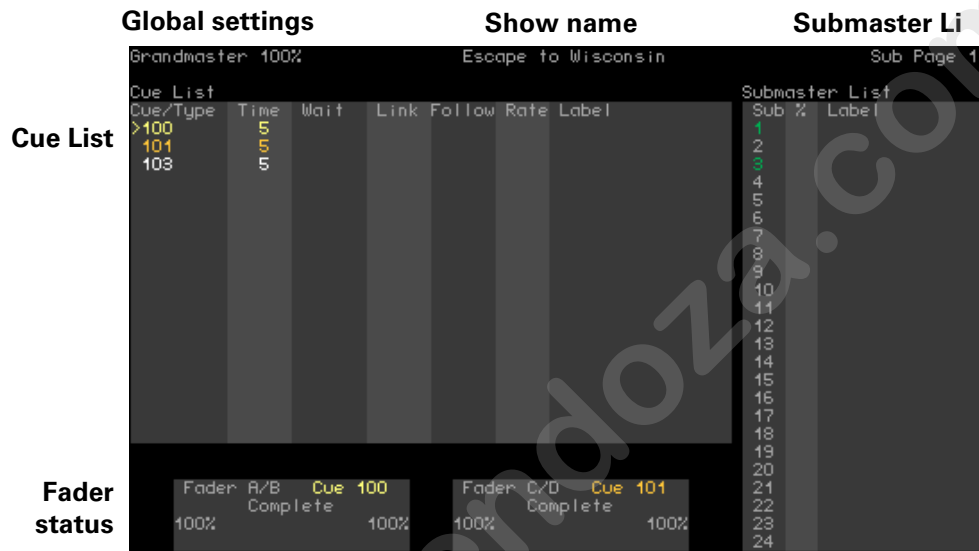 Global settings Show name Submaster Li
Grandmaster 100% Escape to Wisconsin Sub Page 1
Cue List
Cue List
Cue/Type Time Wait Link Follow Rate Label
>100 5
101 5
103 5
Submaster List
Sub % Label
1
2
3
4
5
6
7
8
9
10
11
12
13
14
15
16
17
18
19
20
21
22
23
24
Fader status
Fader A/B Cue 100
Complete
100% 100%
Fader C/D Cue 101
Complete
100% 100%